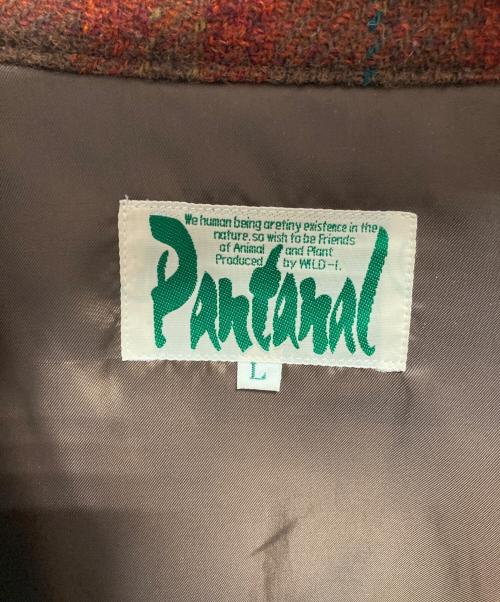 We human being are tiny existence in the
nature, so wish to be Friends
of Animal and Plant
Produced by WILD-1.
Pantanal
L